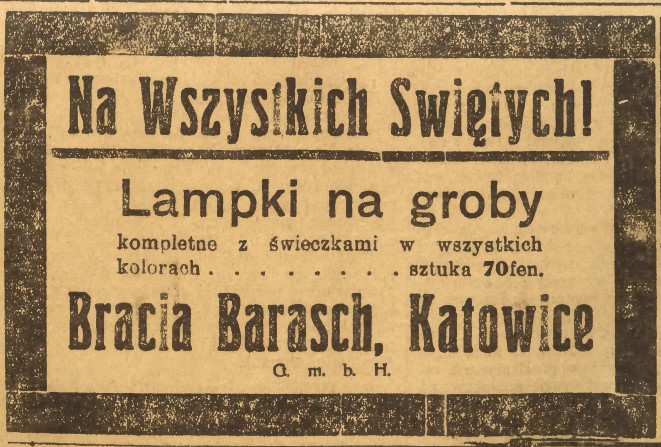 Na Wszystkich Swiętych!
Lampki na groby
kompletne z świeczkami w wszystkich
kolorach . . . . . . . . . sztuka 70fen.
Bracia Barasch, Katowice
G. m. b. H.